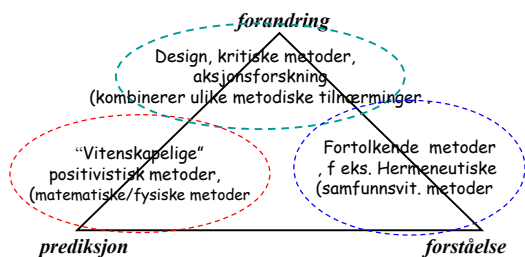 forandring
Design, kritiske metoder,
aksjonsforskning
(kombinerer ulike metodiske tilnærminger .
“Vitenskapelige”
positivistisk metoder,
(matematiske/fysiske metoder
Fortolkende metoder
, f eks. Hermeneutiske
(samfunnsvit. metoder
prediksjon
forståelse